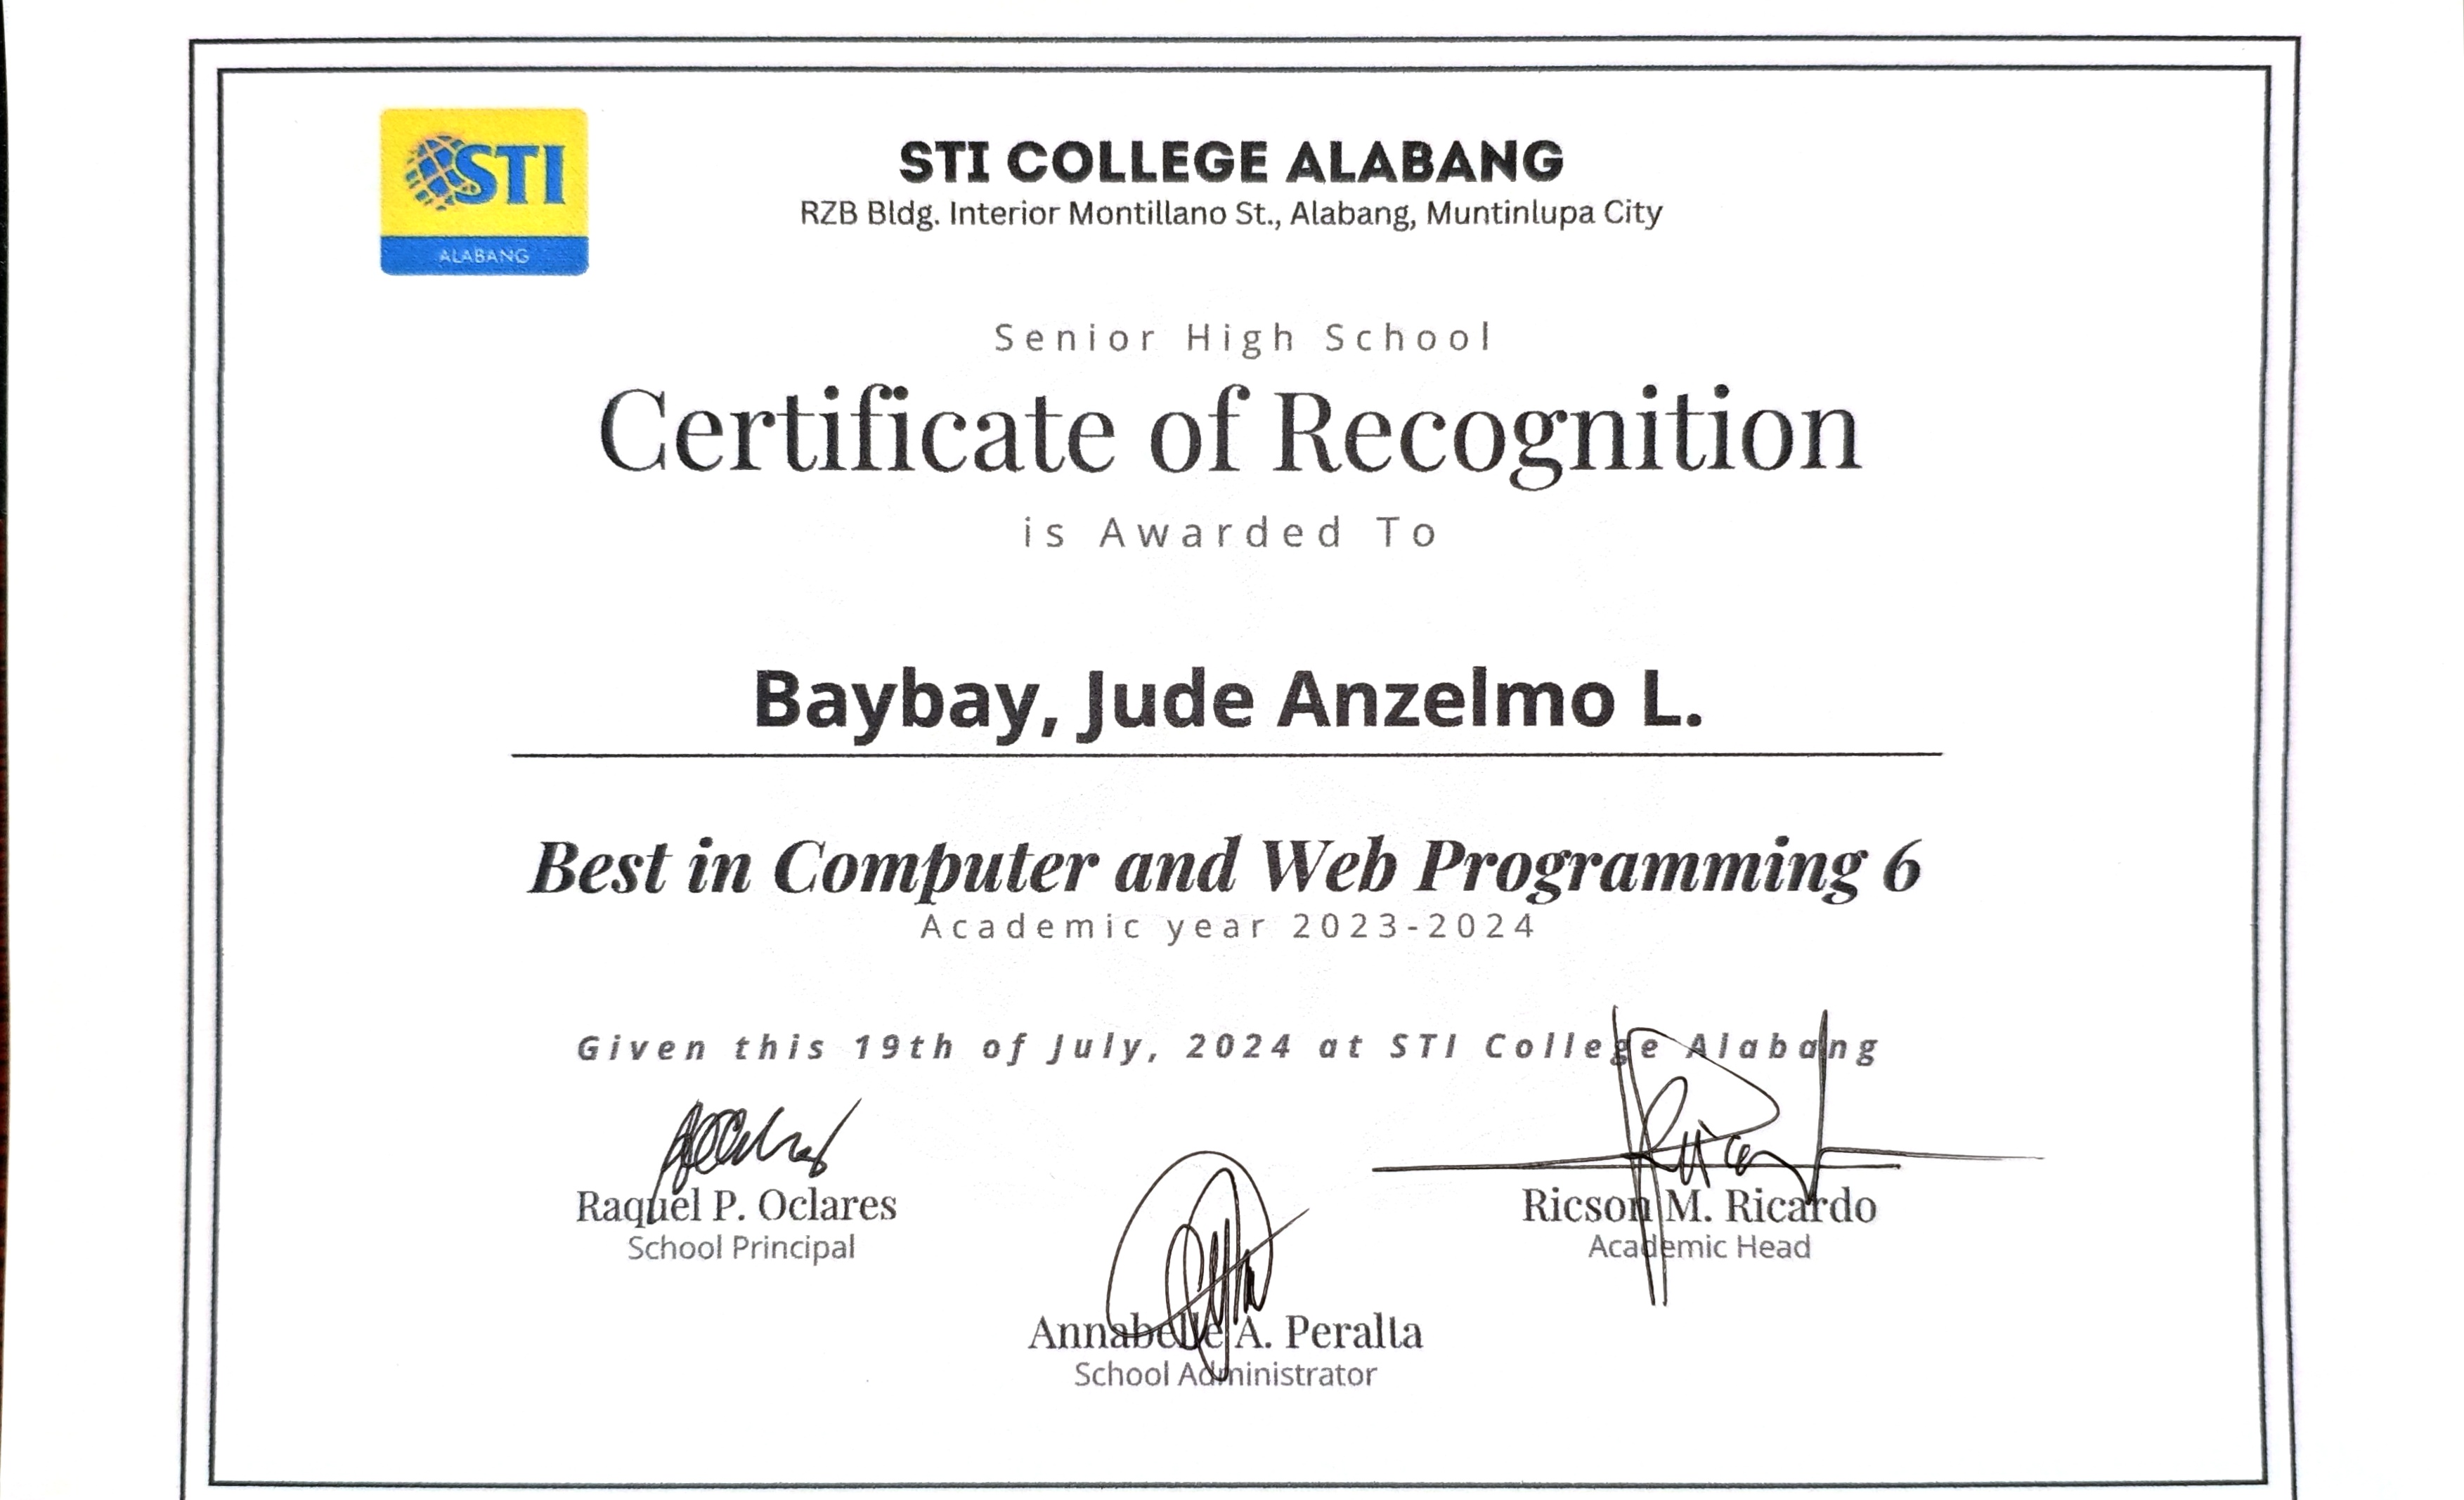 STI
ALABANG
STI COLLEGE ALABANG
RZB Bldg. Interior Montillano St., Alabang, Muntinlupa City
Senior High School
Certificate of Recognition
is Awarded To
Baybay, Jude Anzelmo L.
Best in Computer and Web Programming 6
Academic year 2023-2024
Given this 19th of July, 2024 at STI College Alabang
Raquel P. Oclares
School Principal
Ricson M. Ricardo
Academic Head
Annabelle A. Peralta
School Administrator